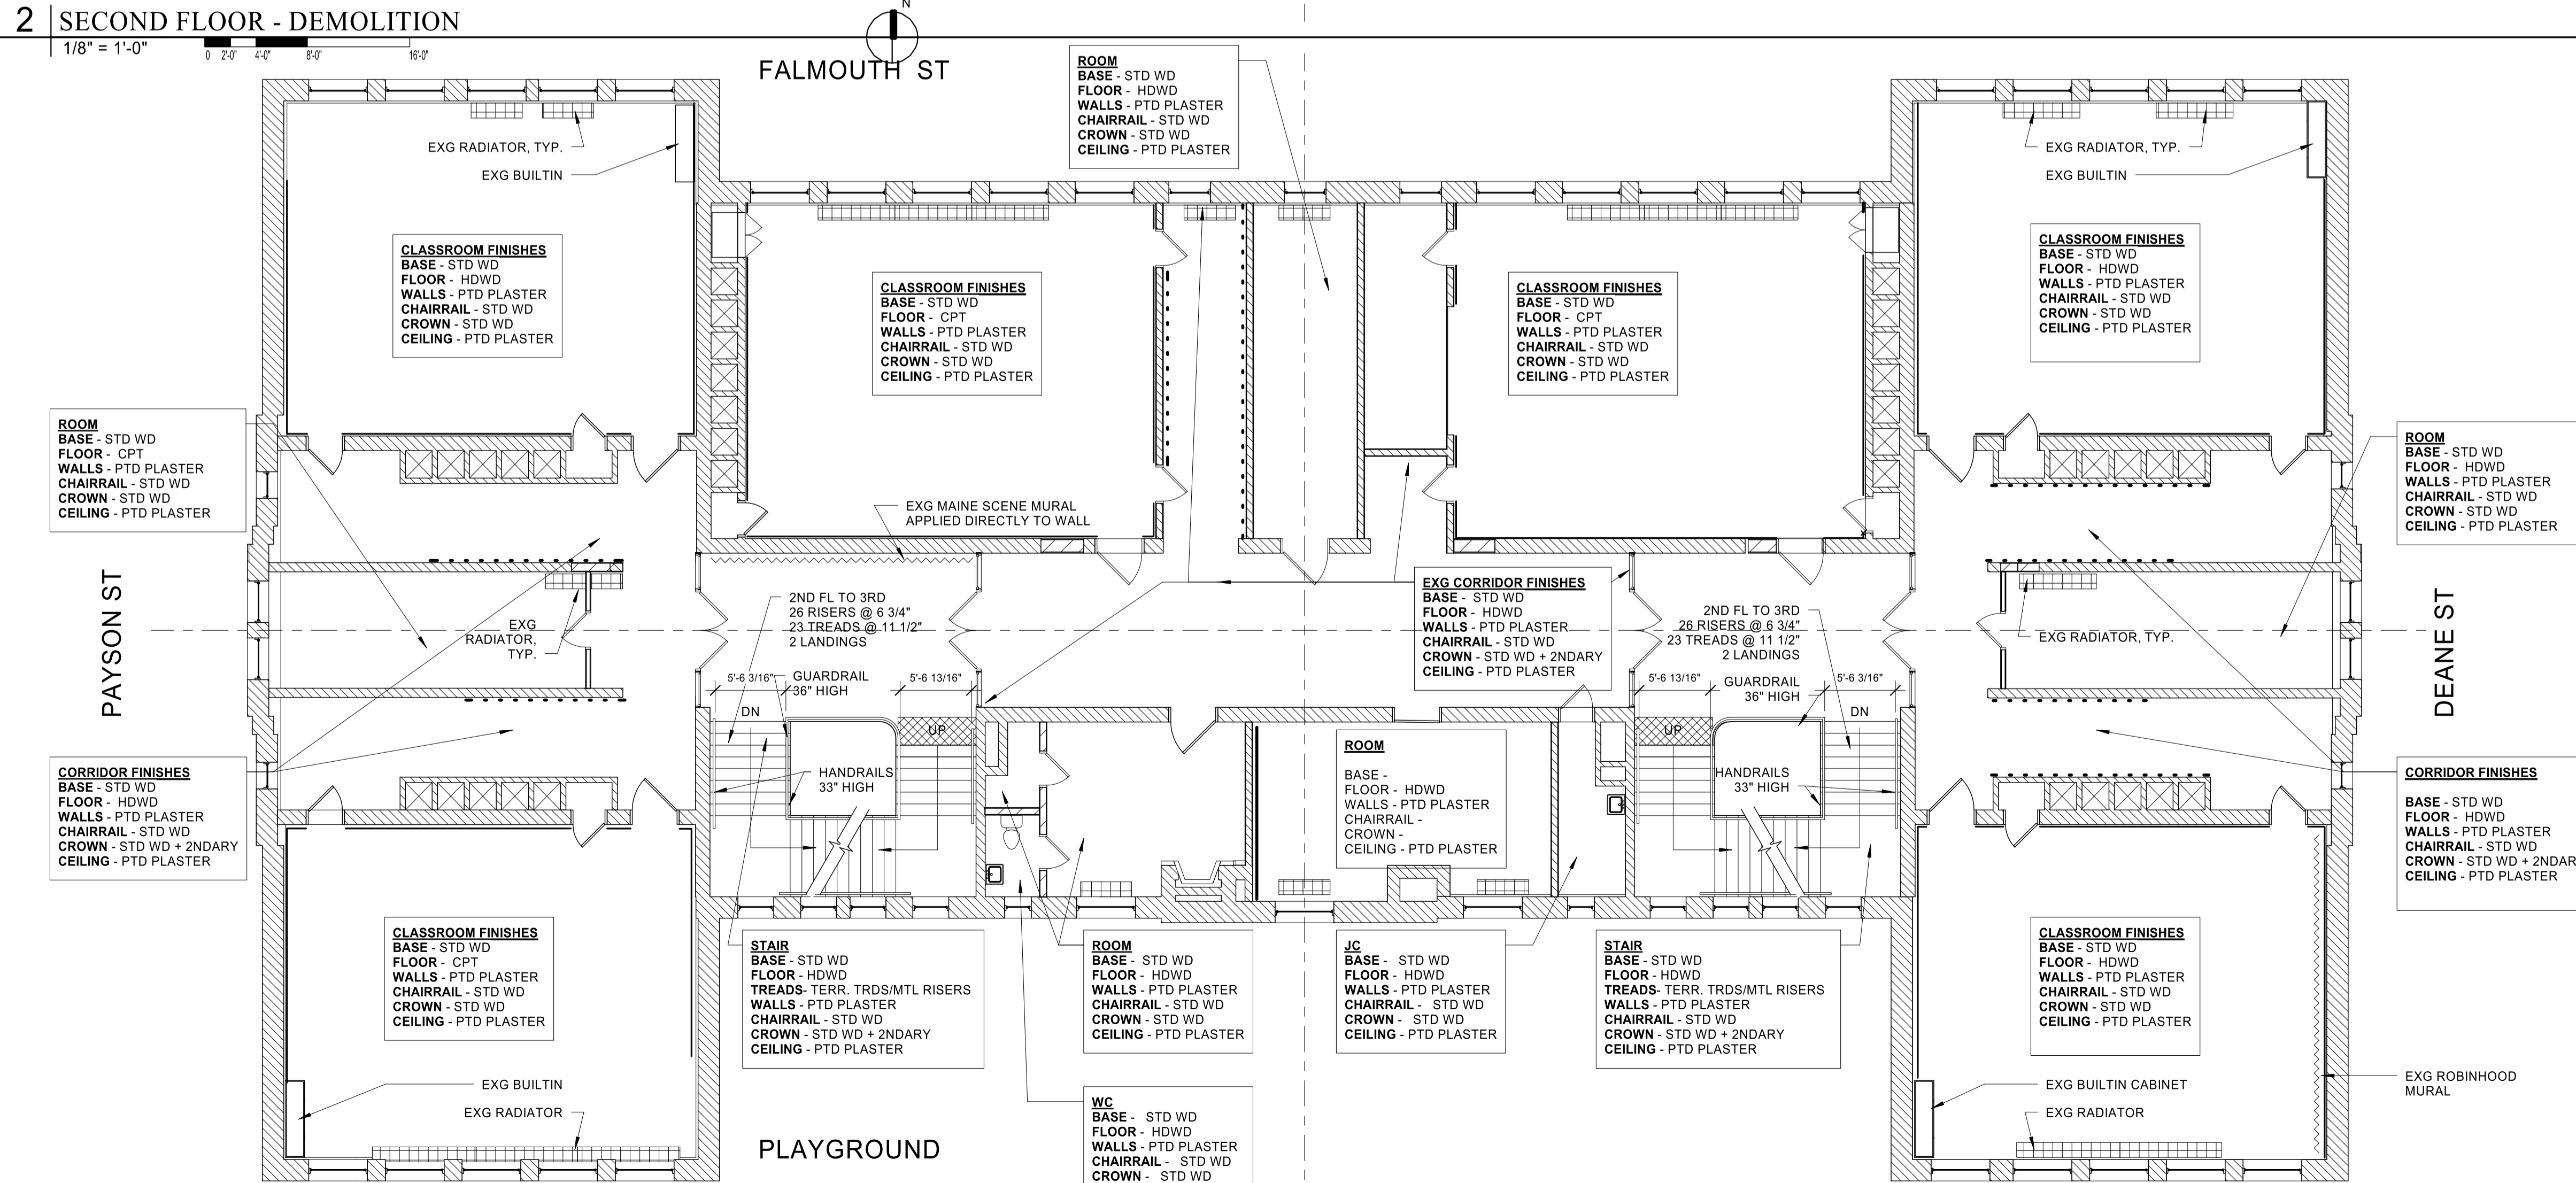 2
SECOND FLOOR - DEMOLITION
1/8" = 1'-0"
0 2'-0" 4'-0" 8'-0" 16'-0"
N
FALMOUTH ST
ROOM
BASE - STD WD
FLOOR - HDWD
WALLS - PTD PLASTER
CHAIRRAIL - STD WD
CROWN - STD WD
CEILING - PTD PLASTER
EXG RADIATOR, TYP.
EXG BUILTIN
EXG RADIATOR, TYP.
EXG BUILTIN
CLASSROOM FINISHES
BASE - STD WD
FLOOR - HDWD
WALLS - PTD PLASTER
CHAIRRAIL - STD WD
CROWN - STD WD
CEILING - PTD PLASTER
CLASSROOM FINISHES
BASE - STD WD
FLOOR - CPT
WALLS - PTD PLASTER
CHAIRRAIL - STD WD
CROWN - STD WD
CEILING - PTD PLASTER
CLASSROOM FINISHES
BASE - STD WD
FLOOR - CPT
WALLS - PTD PLASTER
CHAIRRAIL - STD WD
CROWN - STD WD
CEILING - PTD PLASTER
CLASSROOM FINISHES
BASE - STD WD
FLOOR - HDWD
WALLS - PTD PLASTER
CHAIRRAIL - STD WD
CROWN - STD WD
CEILING - PTD PLASTER
ROOM
BASE - STD WD
FLOOR - CPT
WALLS - PTD PLASTER
CHAIRRAIL - STD WD
CROWN - STD WD
CEILING - PTD PLASTER
EXG MAINE SCENE MURAL
APPLIED DIRECTLY TO WALL
ROOM
BASE - STD WD
FLOOR - HDWD
WALLS - PTD PLASTER
CHAIRRAIL - STD WD
CROWN - STD WD
CEILING - PTD PLASTER
PAYSON ST
EXG
RADIATOR,
TYP.
2ND FL TO 3RD
26 RISERS @ 6 3/4"
23 TREADS @ 11 1/2"
2 LANDINGS
EXG CORRIDOR FINISHES
BASE - STD WD
FLOOR - HDWD
WALLS - PTD PLASTER
CHAIRRAIL - STD WD
CROWN - STD WD + 2NDARY
CEILING - PTD PLASTER
2ND FL TO 3RD
26 RISERS @ 6 3/4"
23 TREADS @ 11 1/2"
2 LANDINGS
EXG RADIATOR, TYP.
DEANE ST
5'-6 3/16"
GUARDRAIL
36" HIGH
5'-6 13/16"
5'-6 13/16"
GUARDRAIL
36" HIGH
5'-6 3/16"
DN
UP
UP
DN
HANDRAILS
33" HIGH
HANDRAILS
33" HIGH
ROOM
BASE -
FLOOR - HDWD
WALLS - PTD PLASTER
CHAIRRAIL -
CROWN -
CEILING - PTD PLASTER
CORRIDOR FINISHES
BASE - STD WD
FLOOR - HDWD
WALLS - PTD PLASTER
CHAIRRAIL - STD WD
CROWN - STD WD + 2NDARY
CEILING - PTD PLASTER
CORRIDOR FINISHES
BASE - STD WD
FLOOR - HDWD
WALLS - PTD PLASTER
CHAIRRAIL - STD WD
CROWN - STD WD + 2NDAR
CEILING - PTD PLASTER
CLASSROOM FINISHES
BASE - STD WD
FLOOR - CPT
WALLS - PTD PLASTER
CHAIRRAIL - STD WD
CROWN - STD WD
CEILING - PTD PLASTER
STAIR
BASE - STD WD
FLOOR - HDWD
TREADS- TERR. TRDS/MTL RISERS
WALLS - PTD PLASTER
CHAIRRAIL - STD WD
CROWN - STD WD + 2NDARY
CEILING - PTD PLASTER
ROOM
BASE - STD WD
FLOOR - HDWD
WALLS - PTD PLASTER
CHAIRRAIL - STD WD
CROWN - STD WD
CEILING - PTD PLASTER
JC
BASE - STD WD
FLOOR - HDWD
WALLS - PTD PLASTER
CHAIRRAIL - STD WD
CROWN - STD WD
CEILING - PTD PLASTER
STAIR
BASE - STD WD
FLOOR - HDWD
TREADS- TERR. TRDS/MTL RISERS
WALLS - PTD PLASTER
CHAIRRAIL - STD WD
CROWN - STD WD + 2NDARY
CEILING - PTD PLASTER
CLASSROOM FINISHES
BASE - STD WD
FLOOR - HDWD
WALLS - PTD PLASTER
CHAIRRAIL - STD WD
CROWN - STD WD
CEILING - PTD PLASTER
EXG BUILTIN
EXG RADIATOR
EXG BUILTIN CABINET
EXG RADIATOR
EXG ROBINHOOD
MURAL
PLAYGROUND
WC
BASE - STD WD
FLOOR - HDWD
WALLS - PTD PLASTER
CHAIRRAIL - STD WD
CROWN - STD WD